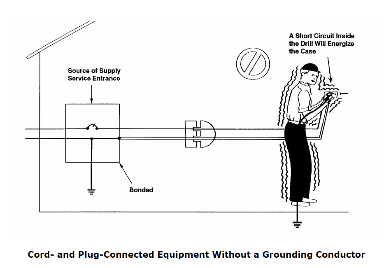 A Short Circuit Inside
the Drill Will Energize
the Case
Source of Supply
Service Entrance
Bonded
Cord- and Plug-Connected Equipment Without a Grounding Conductor